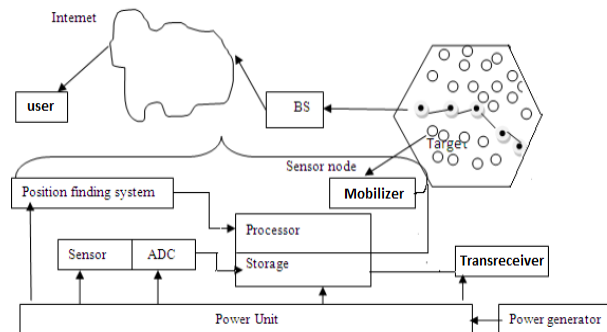 Internet
user
BS
Target
Sensor node
Position finding system
Mobilizer
Processor
Sensor
ADC
Storage
Transreceiver
Power Unit
Power generator